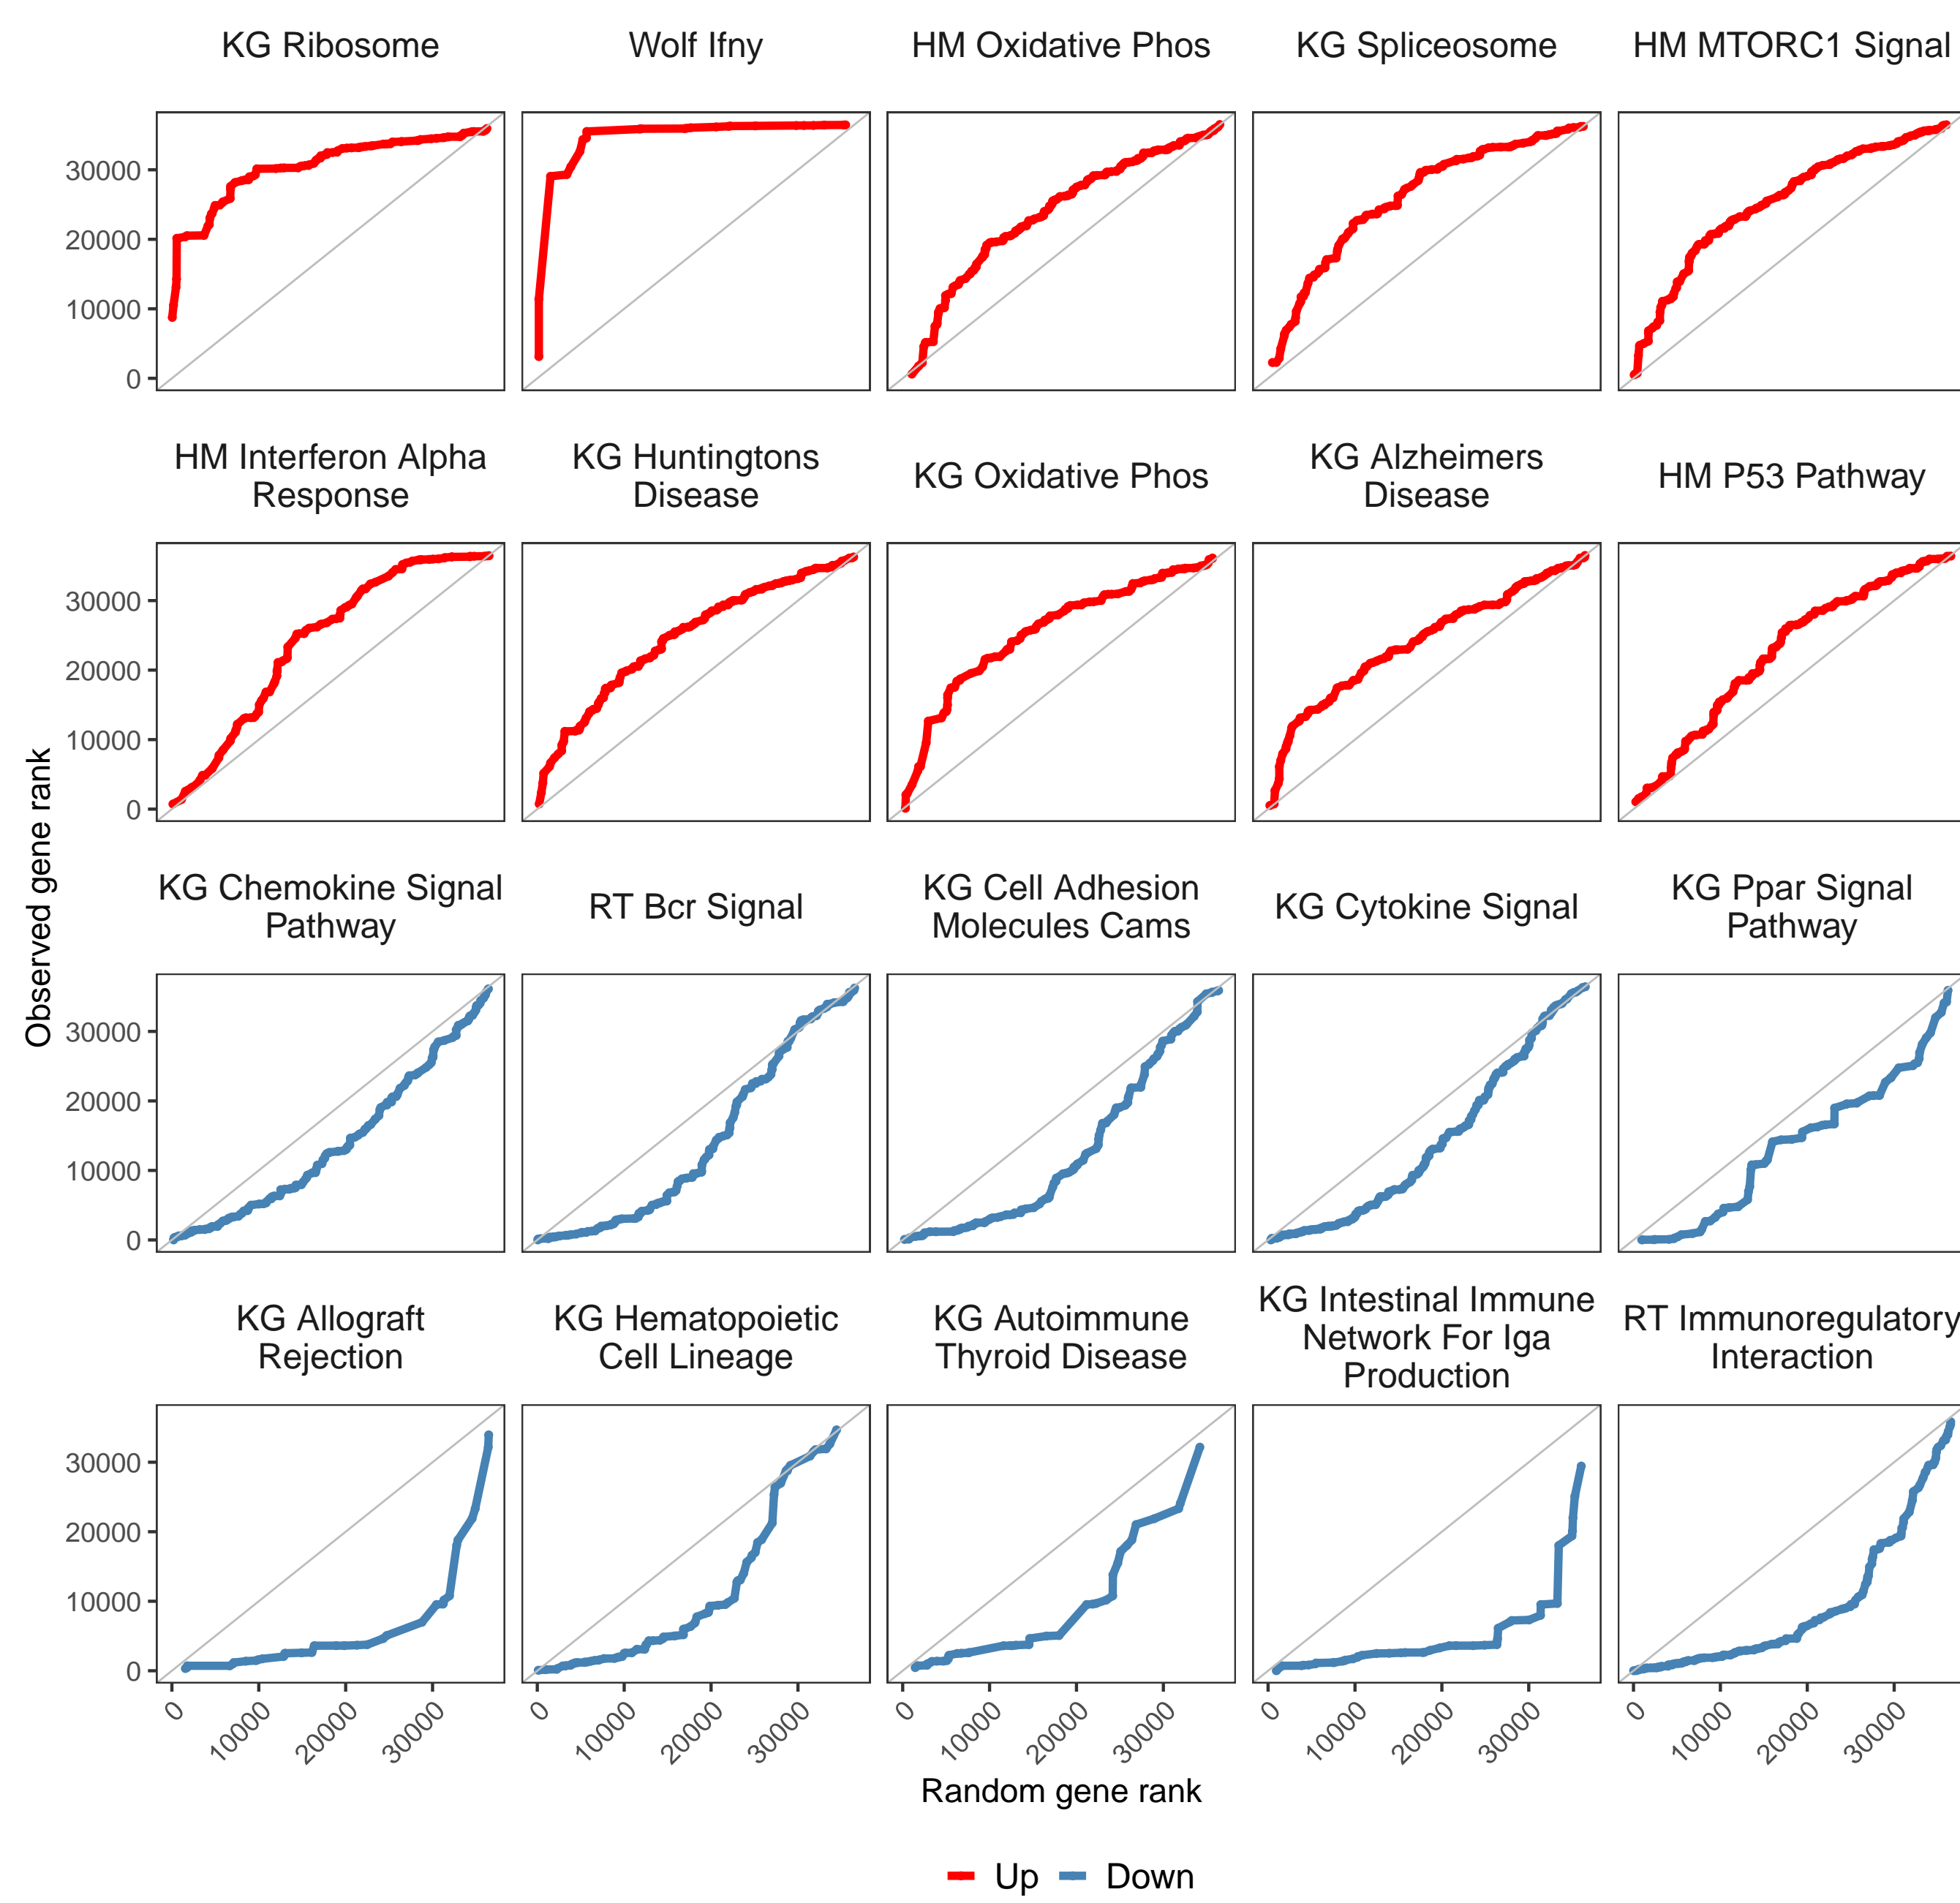 KG Ribosome
Wolf Ifny
HM Oxidative Phos
KG Spliceosome
HM MTORC1 Signal
30000
20000
10000
0
HM Interferon Alpha
Response
KG Huntingtons
Disease
KG Oxidative Phos
KG Alzheimers
Disease
HM P53 Pathway
30000
20000
10000
0
Observed gene rank
KG Chemokine Signal
Pathway
RT Bcr Signal
KG Cell Adhesion
Molecules Cams
KG Cytokine Signal
KG Ppar Signal
Pathway
30000
20000
10000
0
KG Allograft
Rejection
KG Hematopoietic
Cell Lineage
KG Autoimmune
Thyroid Disease
KG Intestinal Immune
Network For Iga
Production
RT Immunoregulatory
Interaction
30000
20000
10000
0
0
10000
20000
30000
0
10000
20000
30000
0
10000
20000
30000
0
10000
20000
30000
0
10000
20000
30000
Random gene rank
Up
Down